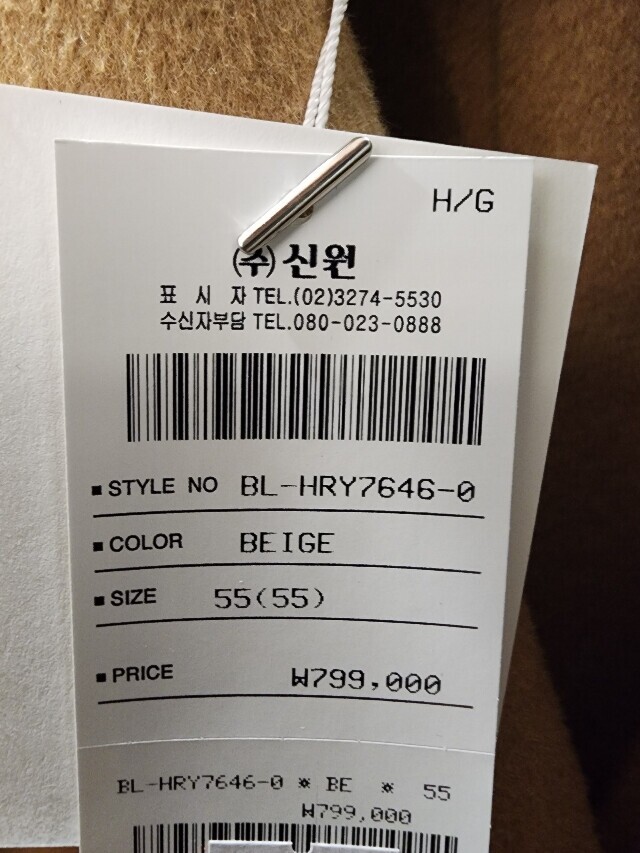 H/G
㈜ 신원
표 시 자 TEL.(02)3274-5530
수신자부담 TEL.080-023-0888
■ STYLE NO BL-HRY7646-0
■ COLOR BEIGE
■ SIZE 55(55)
■ PRICE ₩799,000
BL-HRY7646-0 * BE * 55
₩799,000